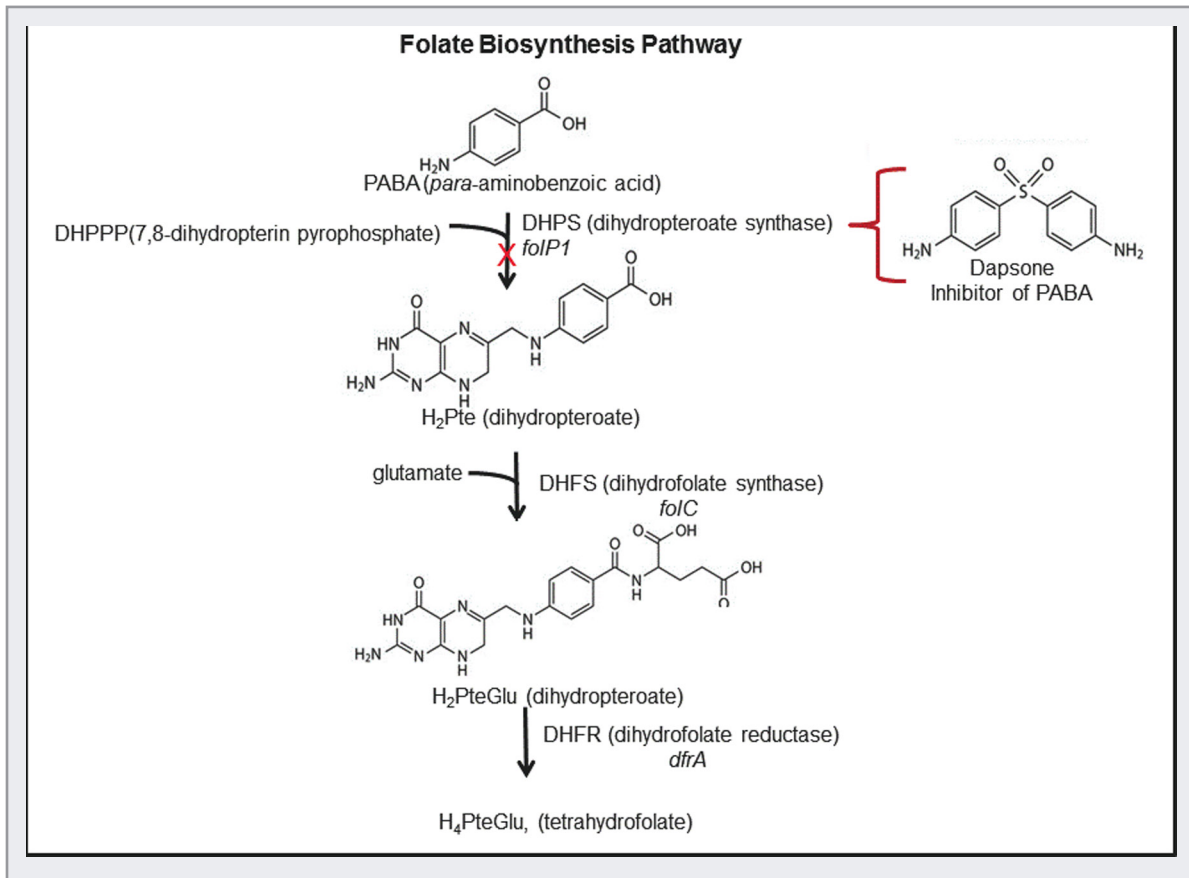 Folate Biosynthesis Pathway
O
OH
H₂N
PABA (para-aminobenzoic acid)
DHPPP(7,8-dihydropterin pyrophosphate)
DHPS (dihydropteroate synthase)
folP1
X
O O
S
H₂N
NH₂
Dapsone
Inhibitor of PABA
O
OH
O
HN
N
N
H
H₂N
N
N
H
H₂Pte (dihydropteroate)
glutamate
DHFS (dihydrofolate synthase)
folC
O
OH
O
N
H
OH
O
O
HN
N
N
H
H₂N
N
N
H
H₂PteGlu (dihydropteroate)
DHFR (dihydrofolate reductase)
dfrA
H₄PteGlu, (tetrahydrofolate)